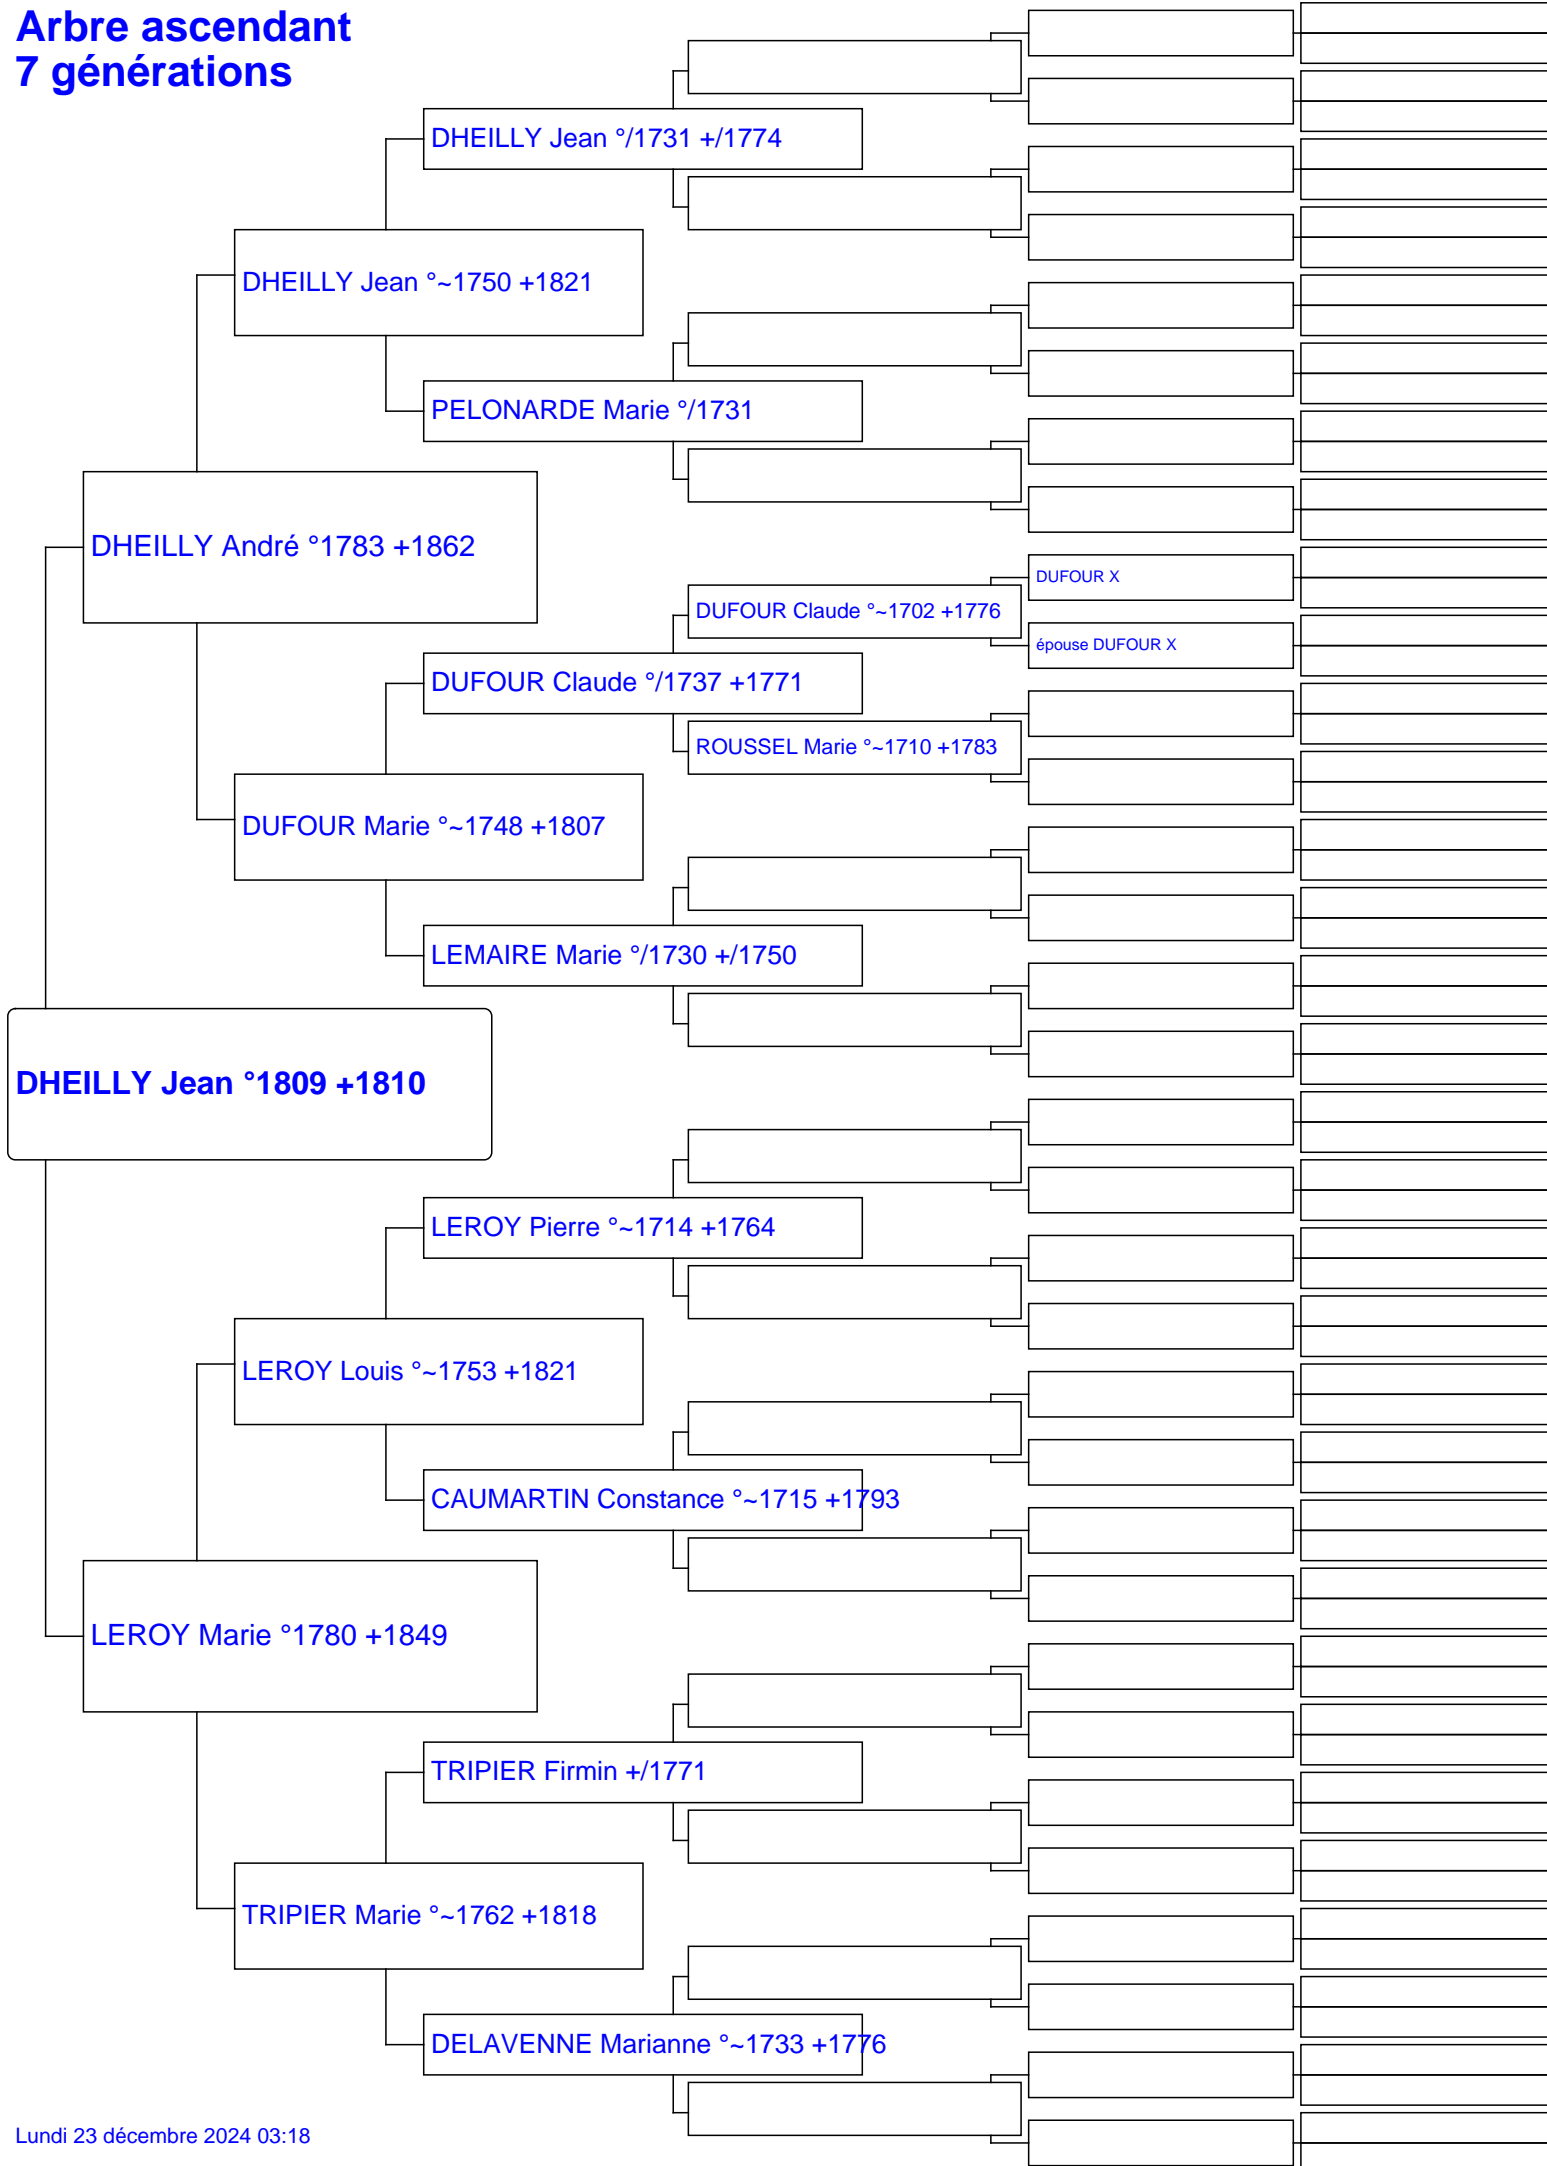 Arbre ascendant
7 générations
DHEILLY Jean °/1731 +/1774
DHEILLY Jean °~1750 +1821
PELONARDE Marie °/1731
DHEILLY André °1783 +1862
DUFOUR X
DUFOUR Claude °~1702 +1776
épouse DUFOUR X
DUFOUR Claude °/1737 +1771
ROUSSEL Marie °~1710 +1783
DUFOUR Marie °~1748 +1807
LEMAIRE Marie °/1730 +/1750
DHEILLY Jean °1809 +1810
LEROY Pierre °~1714 +1764
LEROY Louis °~1753 +1821
CAUMARTIN Constance °~1715 +1793
LEROY Marie °1780 +1849
TRIPIER Firmin +/1771
TRIPIER Marie °~1762 +1818
DELAVENNE Marianne °~1733 +1776
Lundi 23 décembre 2024 03:18